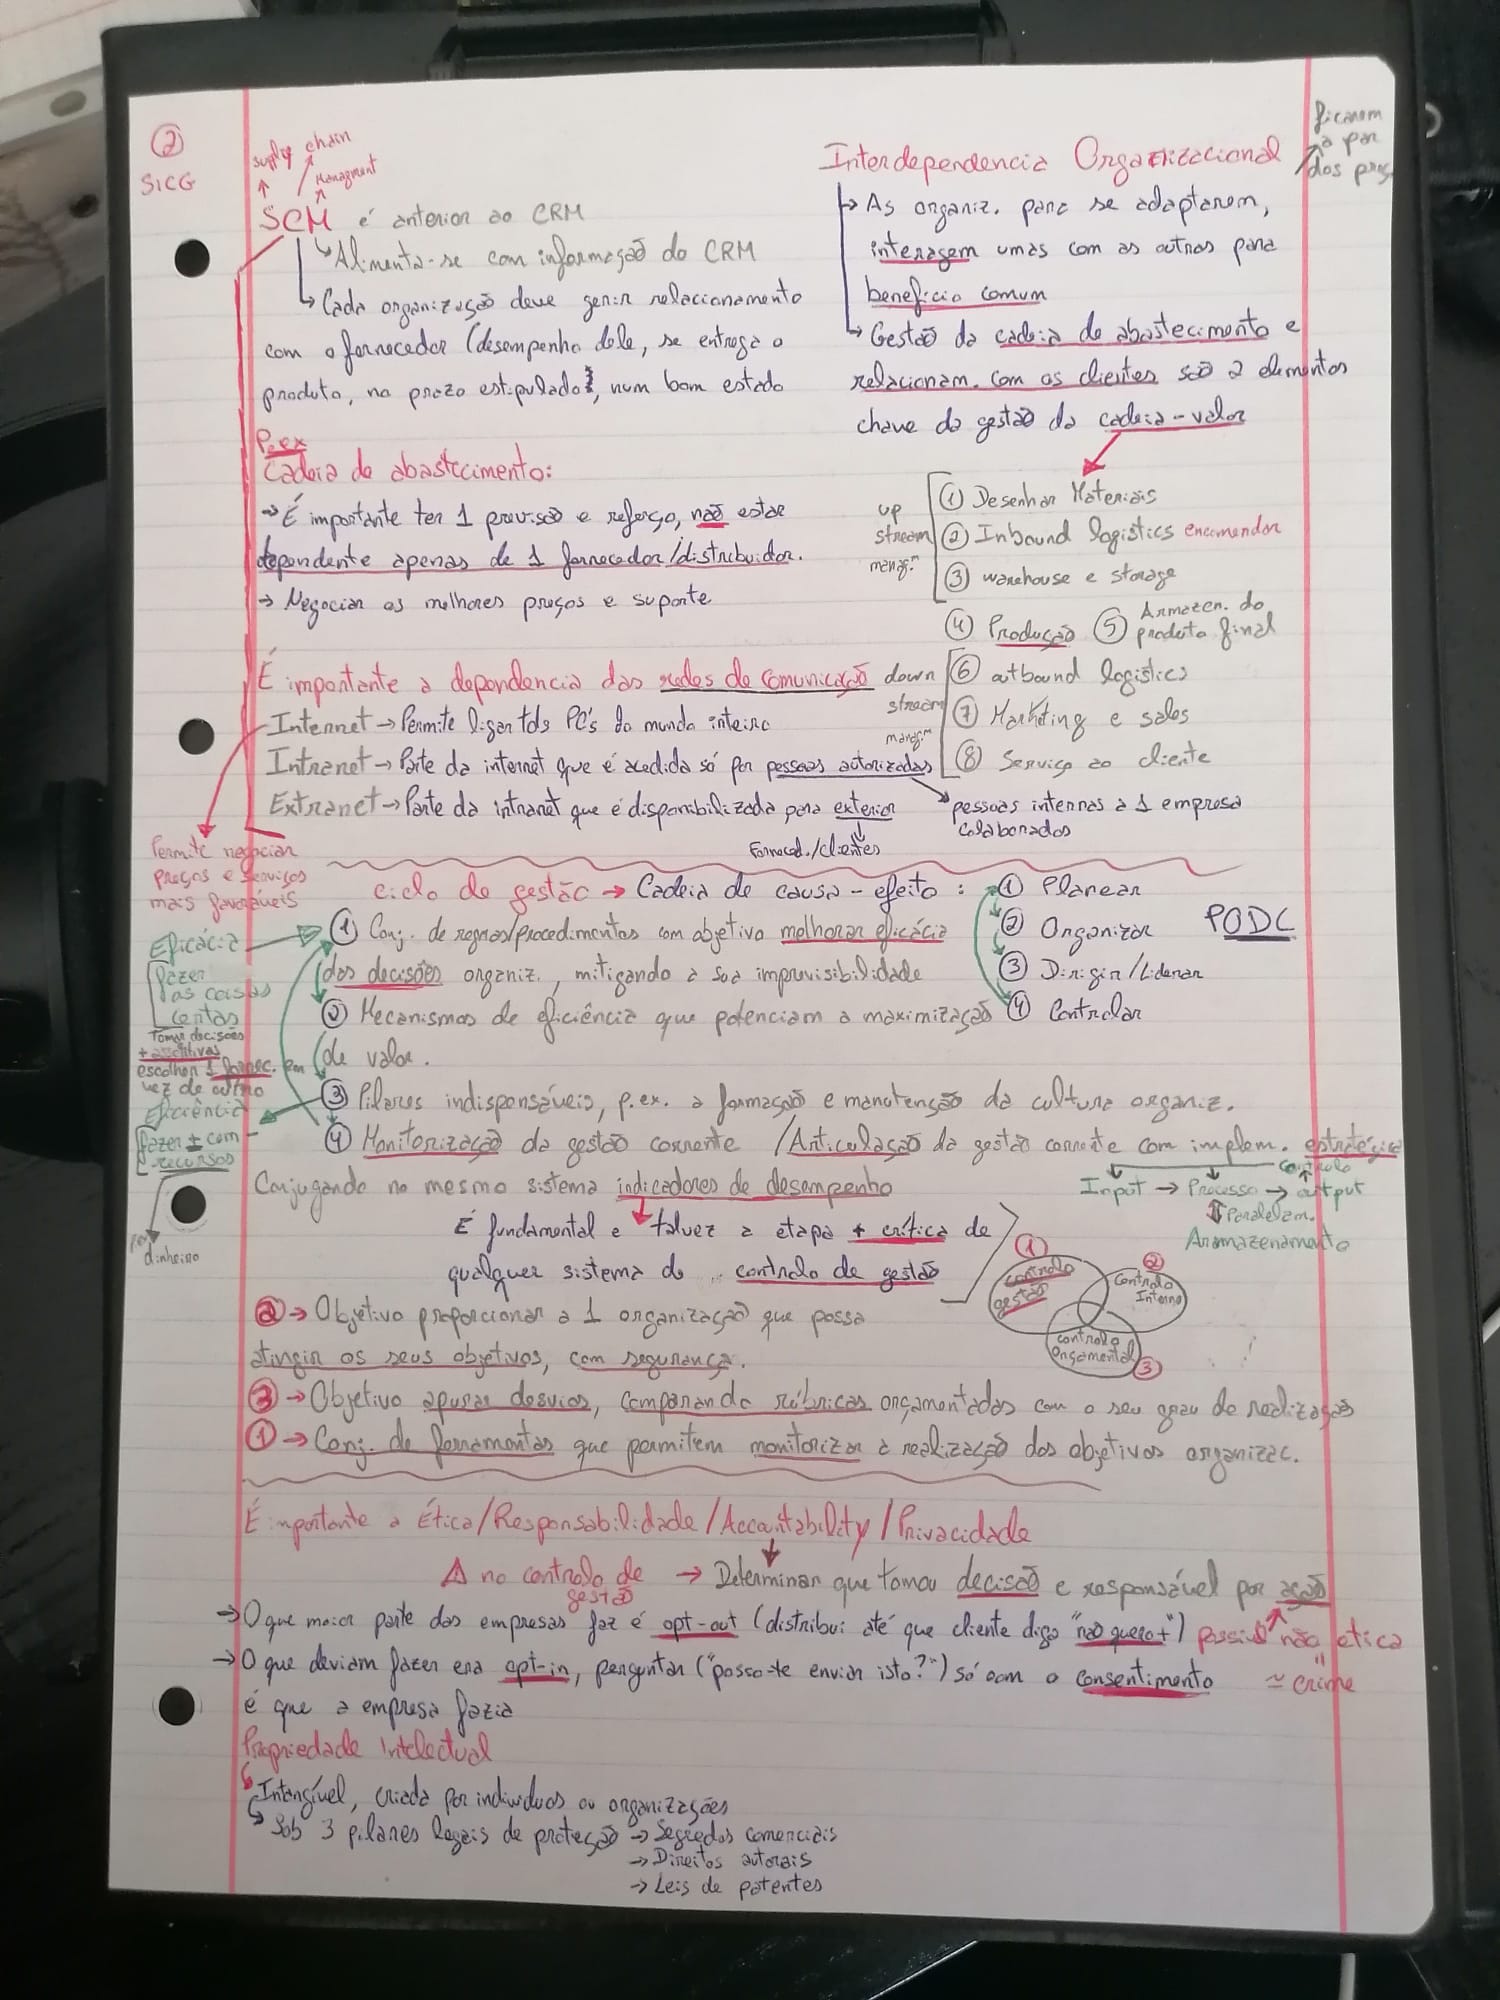 ②
SICG
Supply chain Managment
SCM é anterior ao CRM
↳ Alimenta-se com informação do CRM
↳ Cada organização deve gerir relacionamento
com o fornecedor (desempenho dele, se entrega o
produto, no prazo estipulado, num bom estado
P.ex
Cadeia de abastecimento:
→ É importante ter 1 previsão e reforço, não estar
dependente apenas de 1 fornecedor/distribuidor.
→ Negociar os melhores preços e suporte
É importante a dependencia das redes de comunicação
Internet → Permite ligar tds PC's do mundo inteiro
Intranet → Parte da internet que é acedida só por pessoas autorizadas
Extranet → Parte da intranet que é disponibilizada para exterior
Forneced./clientes
pessoas internas à 1 empresa
colaborados
Permite negociar
preços e serviços
mais favoráveis
Interdependencia Organizacional
ficarem
a par
dos preç.
↳ As organiz. para se adaptarem,
interagem umas com as outras para
beneficio comum
↳ Gestão da cadeia de abastecimento e
relacionam. com os clientes são 2 elementos
chave da gestão da cadeia-valor
up
stream
manag.m
① Desenhar Materiais
② Inbound logistics encomendar
③ warehouse e storage
④ Produção ⑤ Armazen. do
produto final
down
stream
manag.m
⑥ outbound logistics
⑦ Marketing e sales
⑧ Serviço ao cliente
ciclo de gestão → Cadeia de causa-efeito:
① Planear
② Organizar
③ Dirigir/Liderar
④ Controlar
PODC
① Conj. de regras/procedimentos com objetivo melhorar eficácia
das decisões organiz., mitigando a sua imprevisibilidade
② Mecanismos de eficiência que potenciam a maximização
de valor.
③ Pilares indispensáveis, p.ex. a formação e manutenção da cultura organiz.
④ Monitorização da gestão corrente /Articulação da gestão corrente com implem. estratégica
Eficácia
fazer
as coisas
certas
Tomar decisões
+ assertivas
escolher 1 fornec. em
vez de outro
Eficiência
fazer + com -
recursos
p.ex
dinheiro
Conjugando no mesmo sistema indicadores de desempenho
É fundamental e talvez a etapa + crítica de
qualquer sistema de controlo de gestão
Controlo
Input → Processo → output
Paralelam.
Armazenamento
① controlo
gestão
② Controlo
Interno
controlo
orçamental ③
② → Objetivo proporcionar a 1 organização que possa
atingir os seus objetivos, com segurança.
③ → Objetivo apurar desvios, comparando rúbricas orçamentadas com o seu grau de realização
① → Conj. de ferramentas que permitem monitorizar a realização dos objetivos organizac.
É importante a Ética/Responsabilidade/Accountability/Privacidade
⚠ no controlo de
gestão
→ Determinar que tomou decisão e responsável por ação
→ O que maior parte das empresas faz é opt-out (distribui até que cliente diga "não quero +") possivel não ética
→ O que deviam fazer era opt-in, perguntar ("posso-te enviar isto?") só com o consentimento ≃ crime
é que a empresa fazia
Propriedade Intelectual
↳ Intangível, criada por individuos ou organizações
↳ Sob 3 pilares legais de proteção → Segredos comerciais
→ Direitos autorais
→ Leis de patentes